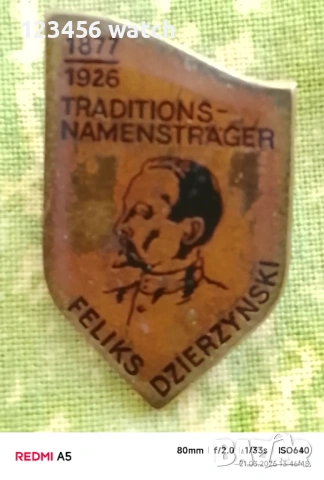 123456 watch
1877
1926
TRADITIONS-
NAMENSTRÄGER
FELIKS DZIERZYNSKI
REDMI A5
80mm f/2.0 1/33s ISO640